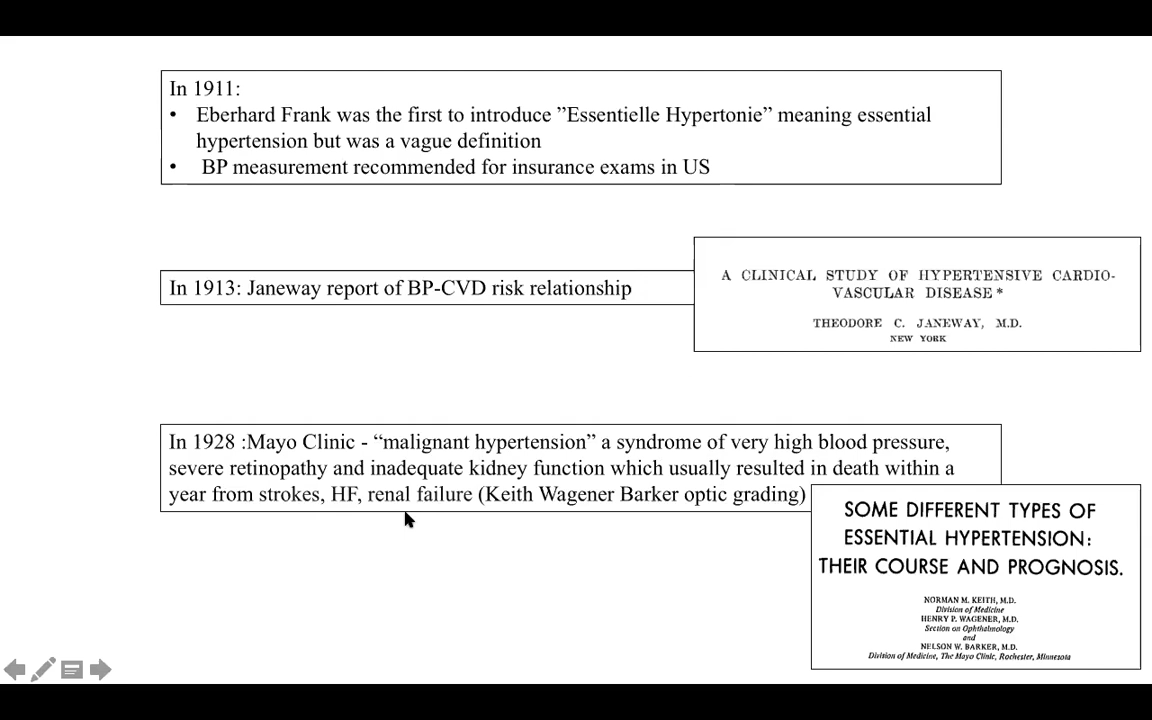 In 1911:
• Eberhard Frank was the first to introduce ”Essentielle Hypertonie” meaning essential
hypertension but was a vague definition
• BP measurement recommended for insurance exams in US
In 1913: Janeway report of BP-CVD risk relationship
A CLINICAL STUDY OF HYPERTENSIVE CARDIO-
VASCULAR DISEASE *
THEODORE C. JANEWAY, M.D.
NEW YORK
In 1928 :Mayo Clinic - “malignant hypertension” a syndrome of very high blood pressure,
severe retinopathy and inadequate kidney function which usually resulted in death within a
year from strokes, HF, renal failure (Keith Wagener Barker optic grading)
SOME DIFFERENT TYPES OF
ESSENTIAL HYPERTENSION:
THEIR COURSE AND PROGNOSIS.
NORMAN M. KEITH, M.D.
Division of Medicine
HENRY P. WAGENER, M.D.
Section on Ophthalmology
and
NELSON W. BARKER, M.D.
Division of Medicine, The Mayo Clinic, Rochester, Minnesota